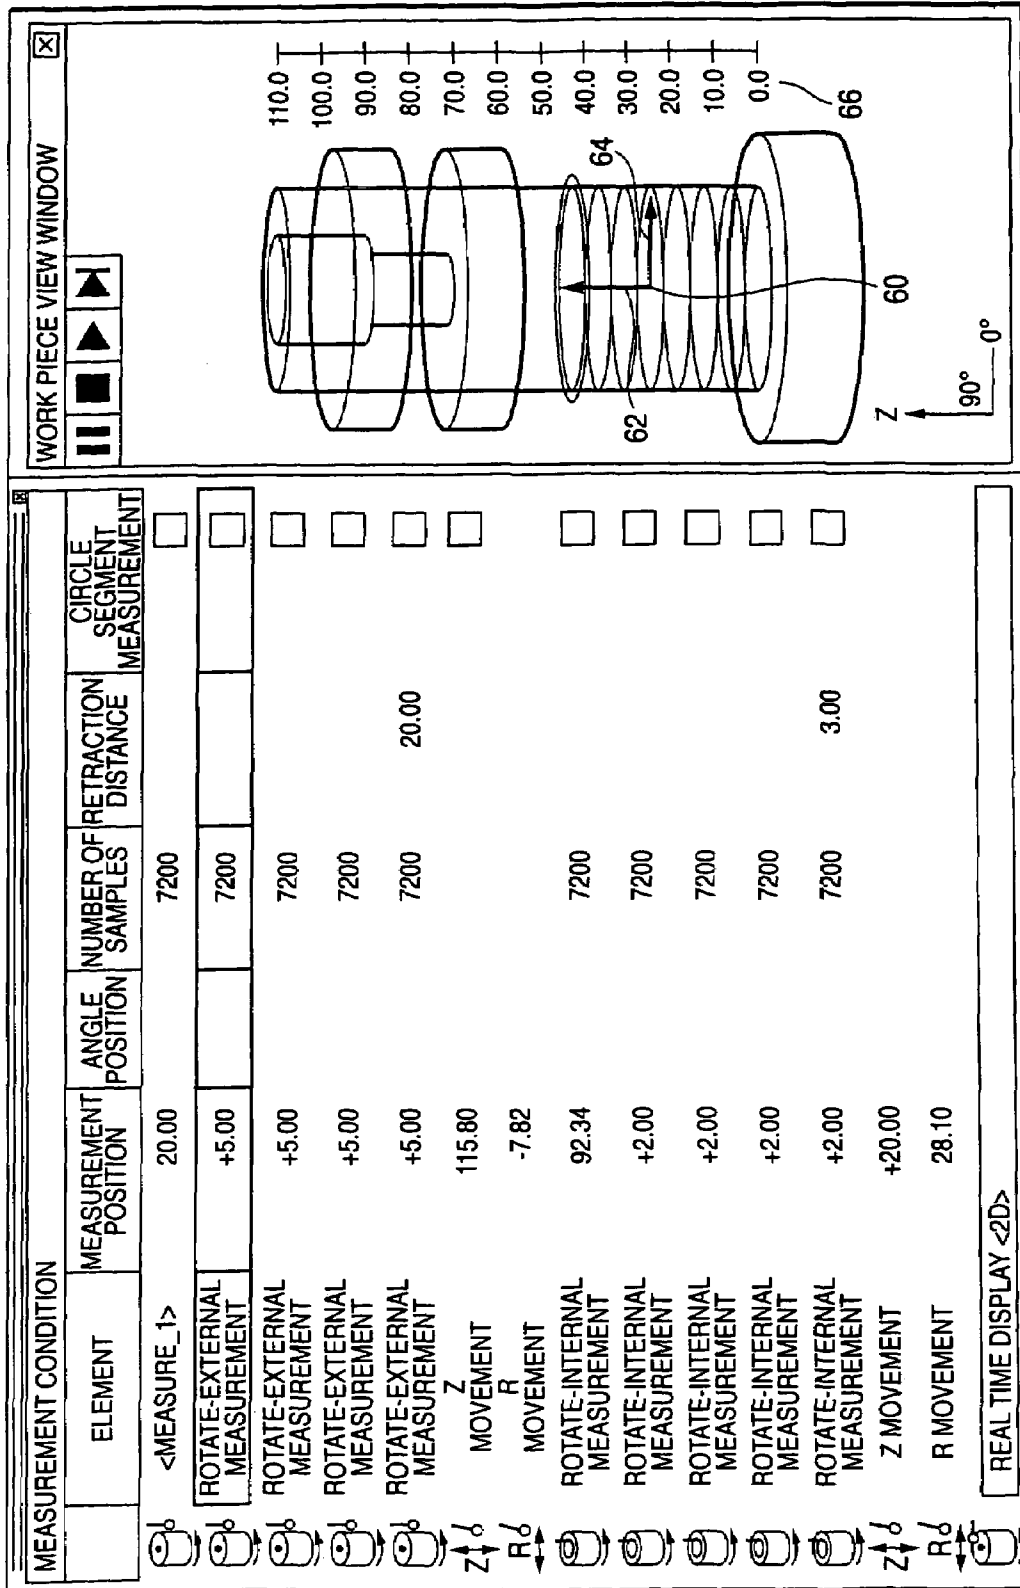 MEASUREMENT CONDITION
ELEMENT
MEASUREMENT
POSITION
ANGLE
POSITION
NUMBER OF
SAMPLES
RETRACTION
DISTANCE
CIRCLE
SEGMENT
MEASUREMENT
<MEASURE_1> 20.00 7200
ROTATE-EXTERNAL
MEASUREMENT +5.00 7200
ROTATE-EXTERNAL
MEASUREMENT +5.00 7200
ROTATE-EXTERNAL
MEASUREMENT +5.00 7200
ROTATE-EXTERNAL
MEASUREMENT +5.00 7200 20.00
Z
Z
MOVEMENT 115.80
R
R
MOVEMENT -7.82
ROTATE-INTERNAL
MEASUREMENT 92.34 7200
ROTATE-INTERNAL
MEASUREMENT +2.00 7200
ROTATE-INTERNAL
MEASUREMENT +2.00 7200
ROTATE-INTERNAL
MEASUREMENT +2.00 7200
ROTATE-INTERNAL
MEASUREMENT +2.00 7200 3.00
Z Z MOVEMENT +20.00
R R MOVEMENT 28.10
REAL TIME DISPLAY <2D>
WORK PIECE VIEW WINDOW
110.0
100.0
90.0
80.0
70.0
60.0
50.0
40.0
30.0
20.0
10.0
0.0
64
66
62
60
Z
90°
0°